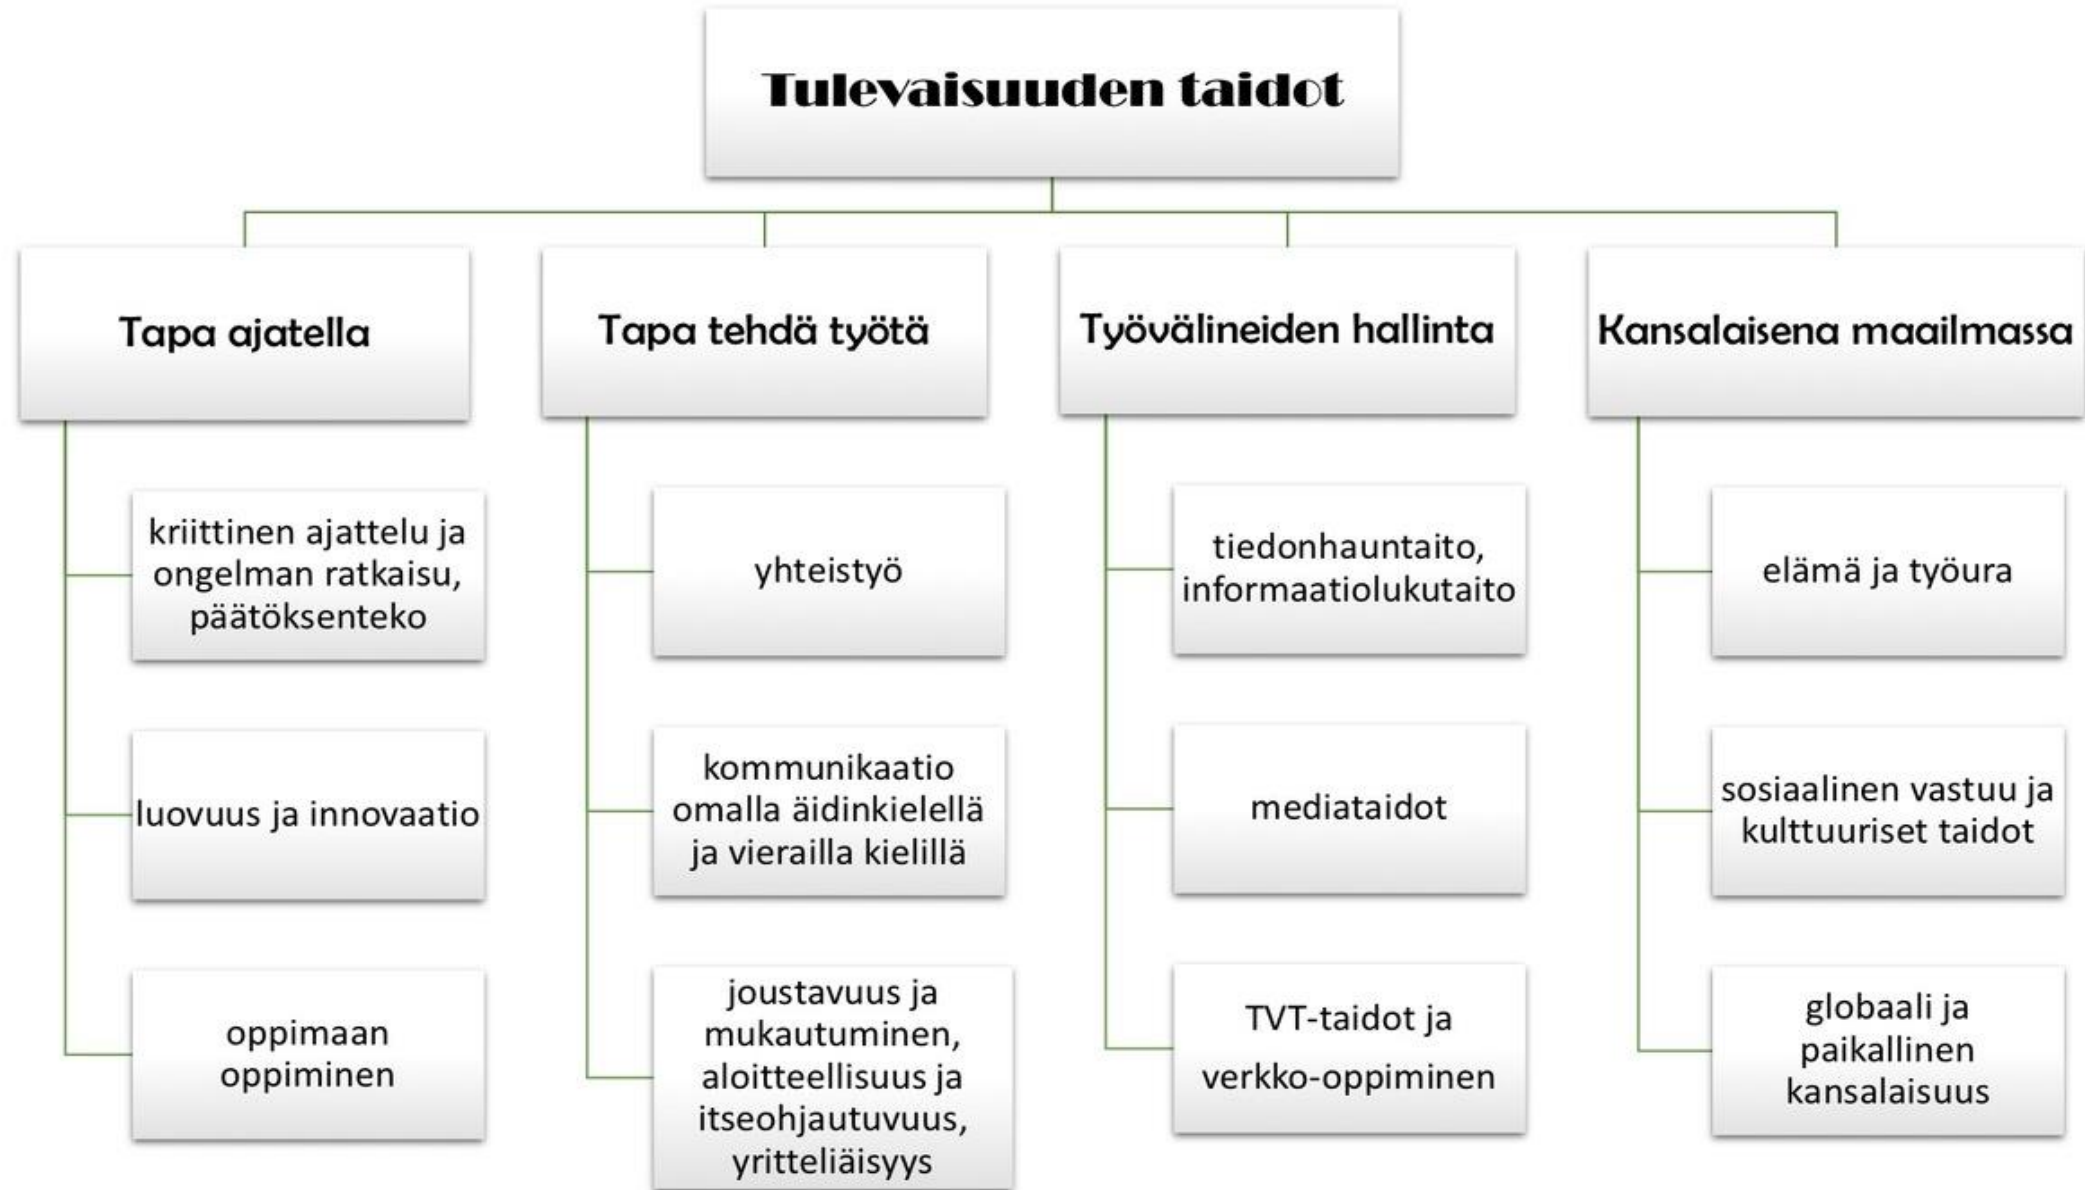 Tulevaisuuden taidot
Tapa ajatella
kriittinen ajattelu ja
ongelman ratkaisu,
päätöksenteko
luovuus ja innovaatio
oppimaan
oppiminen
Tapa tehdä työtä
yhteistyö
kommunikaatio
omalla äidinkielellä
ja vierailla kielillä
joustavuus ja
mukautuminen,
aloitteellisuus ja
itseohjautuvuus,
yritteliäisyys
Työvälineiden hallinta
tiedonhauntaito,
informaatiolukutaito
mediataidot
TVT-taidot ja
verkko-oppiminen
Kansalaisena maailmassa
elämä ja työura
sosiaalinen vastuu ja
kulttuuriset taidot
globaali ja
paikallinen
kansalaisuus